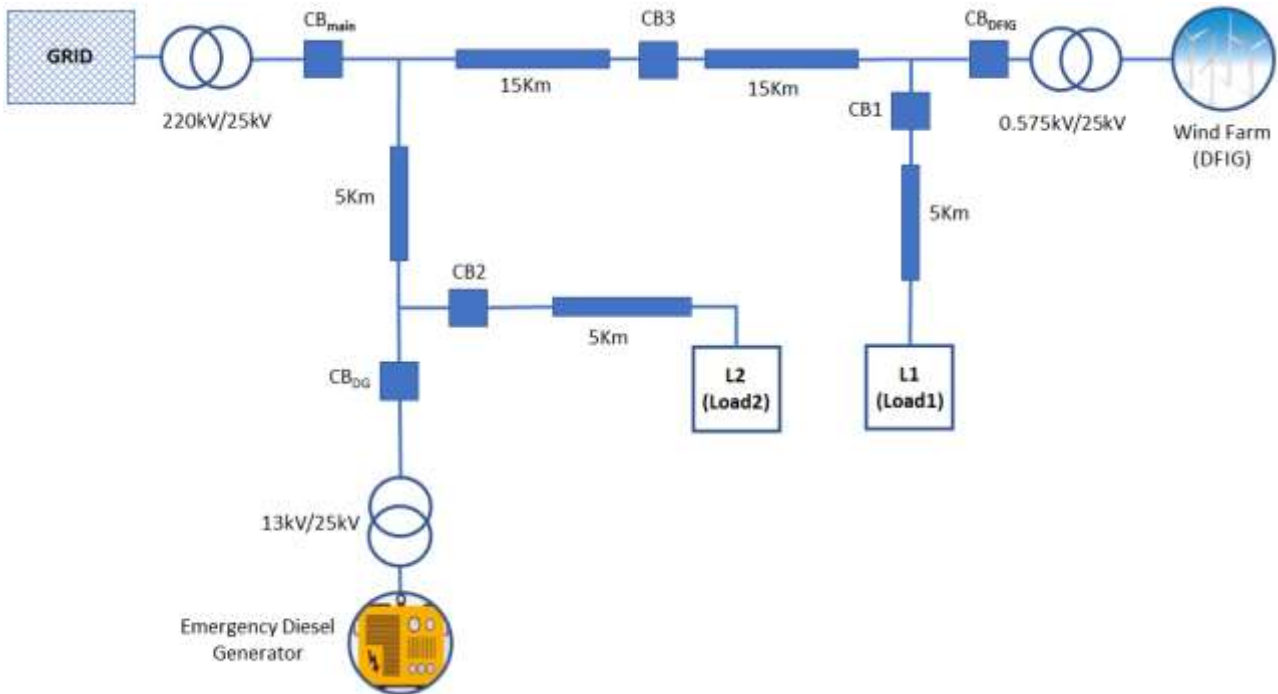 CBmain
CB3
CBDFIG
GRID
15Km
15Km
220kV/25kV
CB1
0.575kV/25kV
Wind Farm
(DFIG)
5Km
5Km
CB2
5Km
CBDG
L2
(Load2)
L1
(Load1)
13kV/25kV
Emergency Diesel
Generator